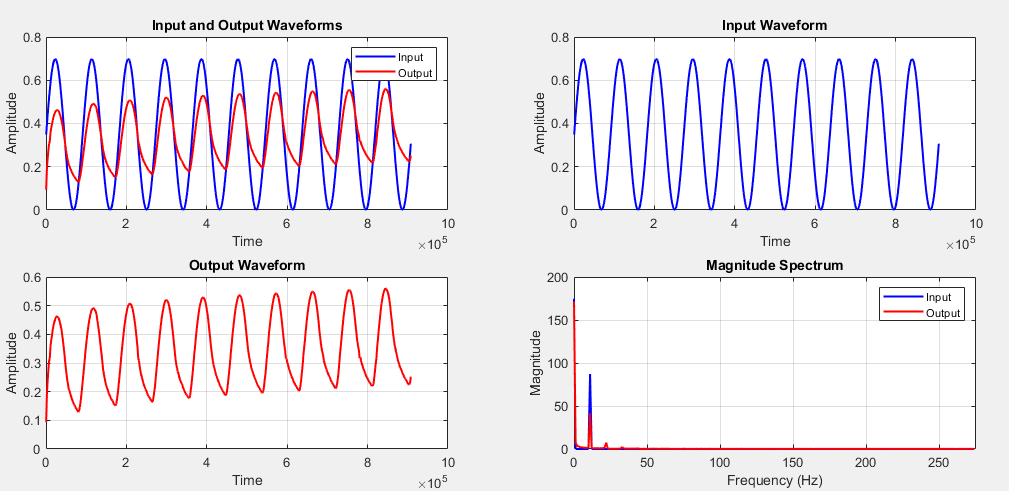 Input and Output Waveforms
0.8
0.6
0.4
0.2
0
Amplitude
Input
Output
0 2 4 6 8 10
Time
×10^5
Input Waveform
0.8
0.6
0.4
0.2
0
Amplitude
0 2 4 6 8 10
Time
×10^5
Output Waveform
0.6
0.5
0.4
0.3
0.2
0.1
0
Amplitude
0 2 4 6 8 10
Time
×10^5
Magnitude Spectrum
200
150
100
50
0
Magnitude
Input
Output
0 50 100 150 200 250
Frequency (Hz)